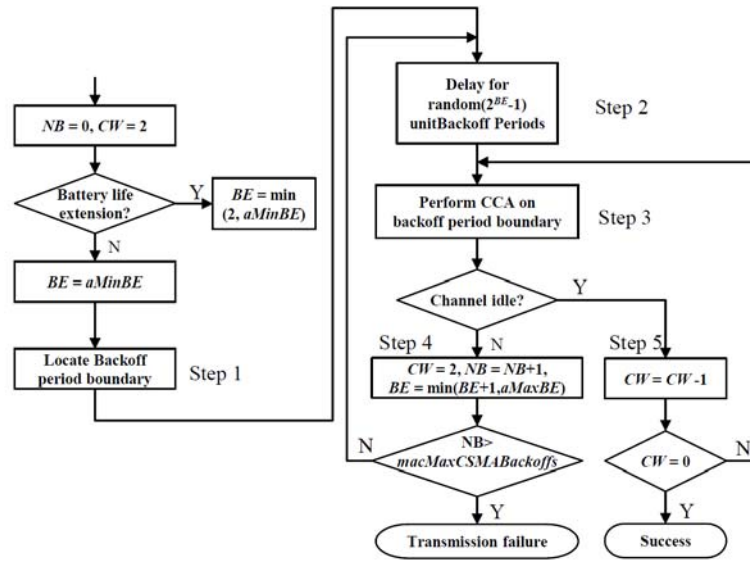 NB = 0, CW = 2
Battery life
extension?
Y
BE = min
(2, aMinBE)
N
BE = aMinBE
Locate Backoff
period boundary
Step 1
Delay for
random(2^BE-1)
unitBackoff Periods
Step 2
Perform CCA on
backoff period boundary
Step 3
Channel idle?
Y
N
Step 4
CW = 2, NB = NB+1,
BE = min(BE+1,aMaxBE)
NB>
macMaxCSMABackoffs
N
Y
Transmission failure
Step 5
CW = CW -1
CW = 0
N
Y
Success